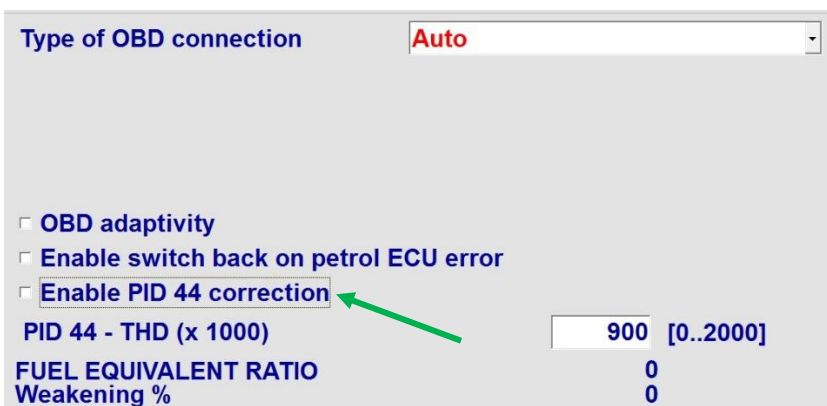 Type of OBD connection Auto
OBD adaptivity
Enable switch back on petrol ECU error
Enable PID 44 correction
PID 44 - THD (x 1000) 900 [0..2000]
FUEL EQUIVALENT RATIO 0
Weakening % 0